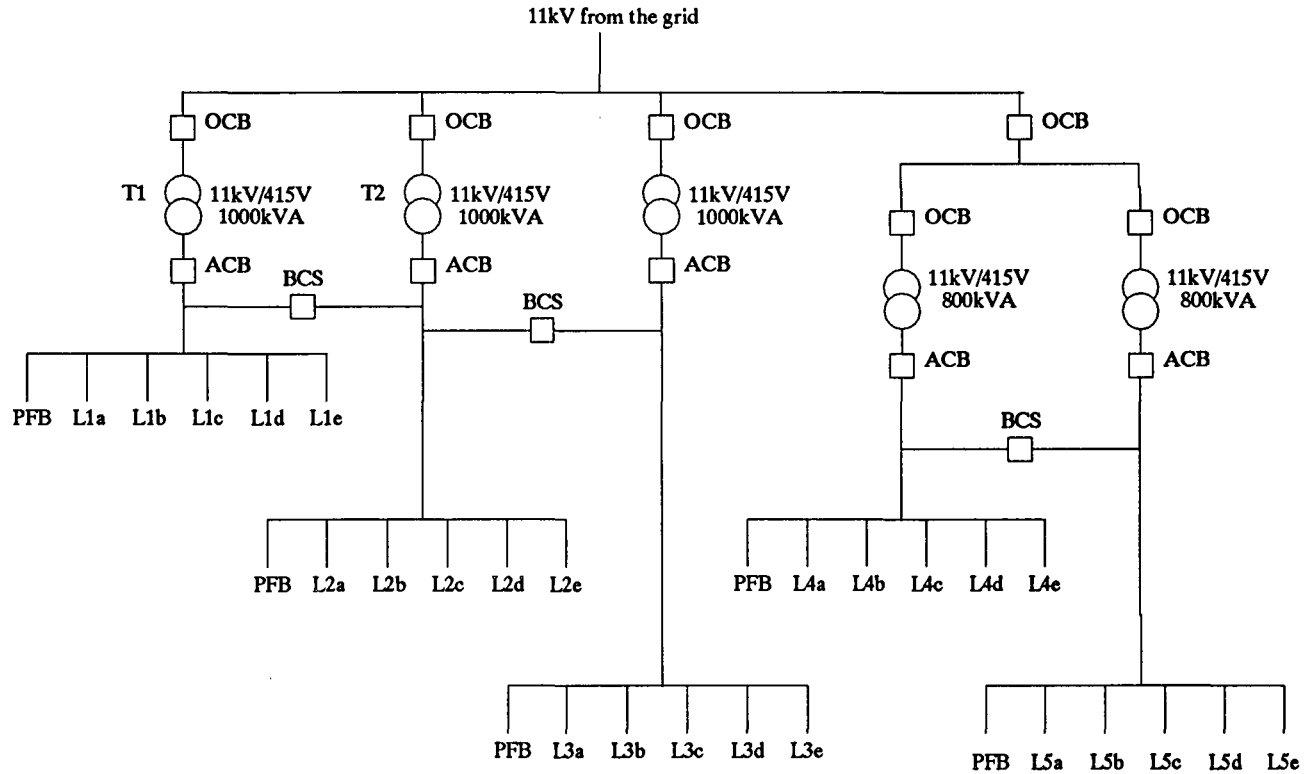 11kV from the grid
OCB
OCB
OCB
OCB
T1
11kV/415V
1000kVA
T2
11kV/415V
1000kVA
11kV/415V
1000kVA
OCB
OCB
ACB
ACB
ACB
BCS
BCS
11kV/415V
800kVA
11kV/415V
800kVA
ACB
ACB
PFB L1a L1b L1c L1d L1e
BCS
PFB L2a L2b L2c L2d L2e
PFB L4a L4b L4c L4d L4e
PFB L3a L3b L3c L3d L3e
PFB L5a L5b L5c L5d L5e